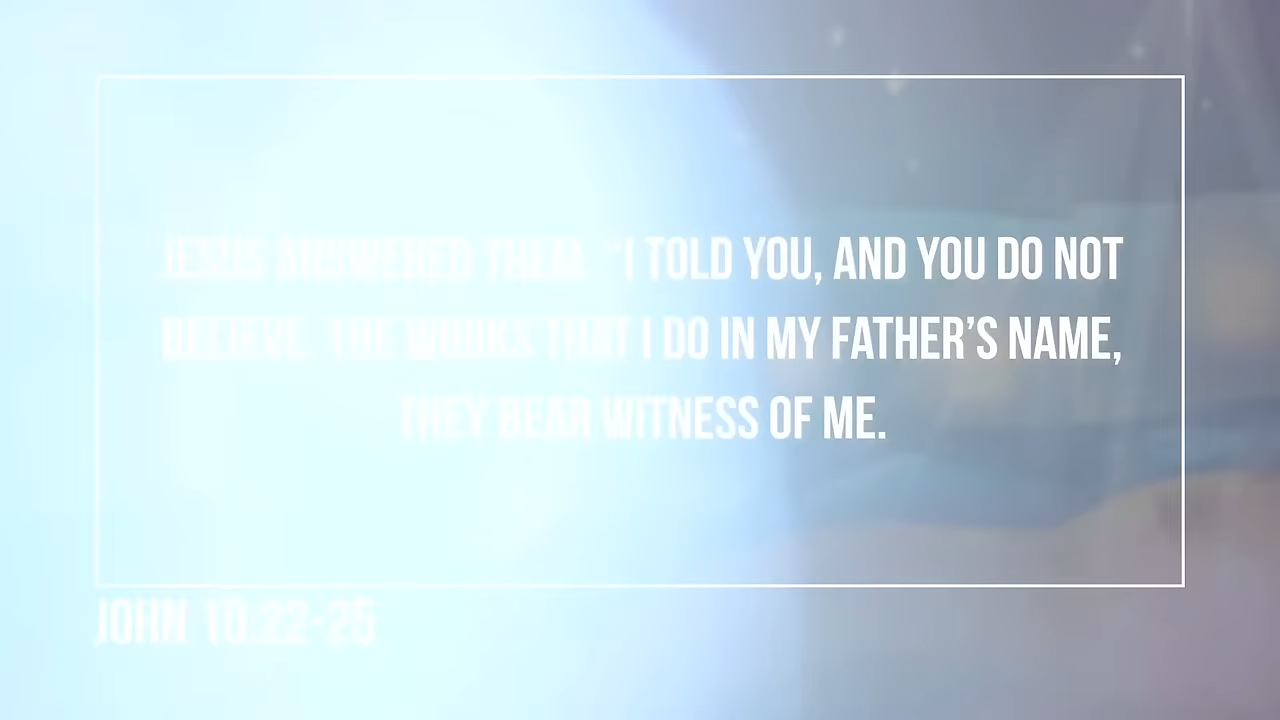 JESUS ANSWERED THEM, “I TOLD YOU, AND YOU DO NOT
BELIEVE. THE WORKS THAT I DO IN MY FATHER’S NAME,
THEY BEAR WITNESS OF ME.
JOHN 10:22-25